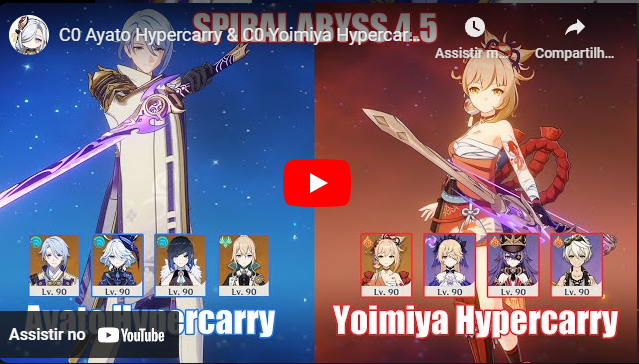 SPIRAL ABYSS 4.5
C0 Ayato Hypercarry & C0 Yoimiya Hypercar...
Assistir m...
Compartilh...
Lv. 90 Lv. 90 Lv. 90 Lv. 90
Lv. 90 Lv. 90 Lv. 90 Lv. 90
Ayato Hypercarry
Yoimiya Hypercarry
Assistir no YouTube